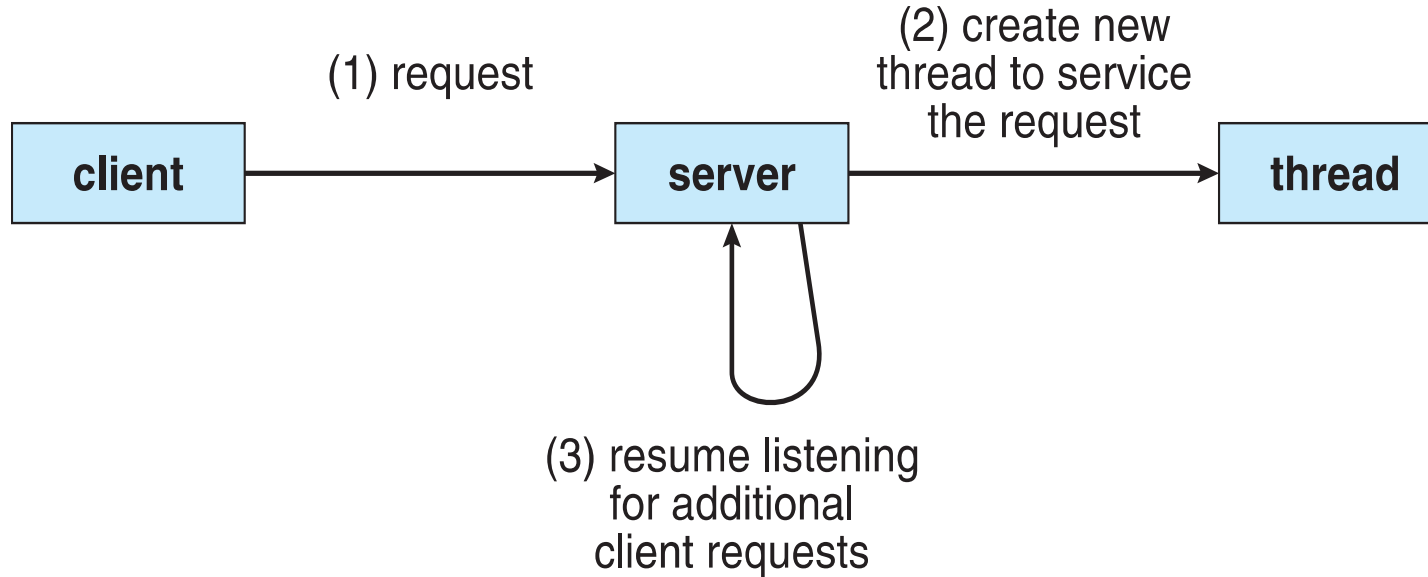 (1) request
(2) create new
thread to service
the request
client
server
thread
(3) resume listening
for additional
client requests